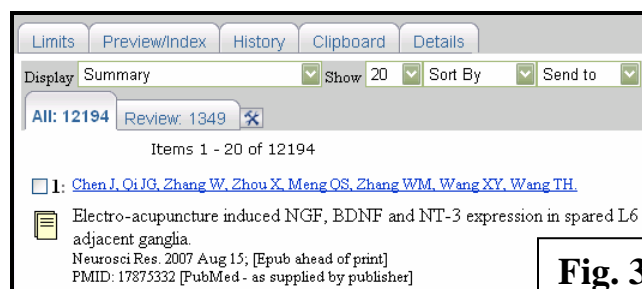 Limits Preview/Index History Clipboard Details
Display Summary Show 20 Sort By Send to
All: 12194 Review: 1349
Items 1 - 20 of 12194
1: Chen J, Qi JG, Zhang W, Zhou X, Meng QS, Zhang WM, Wang XY, Wang TH.
Electro-acupuncture induced NGF, BDNF and NT-3 expression in spared L6
adjacent ganglia.
Neurosci Res. 2007 Aug 15; [Epub ahead of print]
PMID: 17875332 [PubMed - as supplied by publisher]
Fig. 3